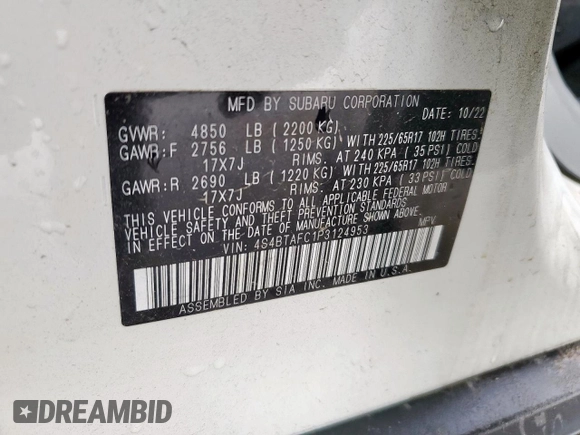 MFD BY SUBARU CORPORATION
DATE: 10/22
GVWR: 4850 LB (2200 KG)
GAWR:F 2756 LB (1250 KG) WITH 225/65R17 102H TIRES,
17X7J RIMS, AT 240 KPA (35 PSI) COLD
GAWR:R 2690 LB (1220 KG) WITH 225/65R17 102H TIRES,
17X7J RIMS, AT 230 KPA (33 PSI) COLD
THIS VEHICLE CONFORMS TO ALL APPLICABLE FEDERAL MOTOR
VEHICLE SAFETY STANDARDS AND THEFT PREVENTION STANDARD
IN EFFECT ON THE DATE OF MANUFACTURE SHOWN ABOVE.
VIN: 4S4BTAFC1P3124953 MPV
ASSEMBLED BY SIA INC. MADE IN U.S.A.
DREAMBID